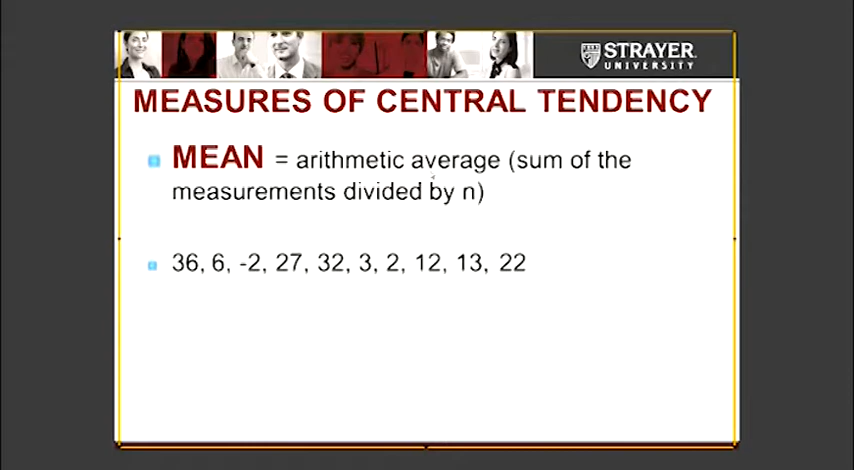 STRAYER
UNIVERSITY
MEASURES OF CENTRAL TENDENCY
MEAN = arithmetic average (sum of the
measurements divided by n)
36, 6, -2, 27, 32, 3, 2, 12, 13, 22